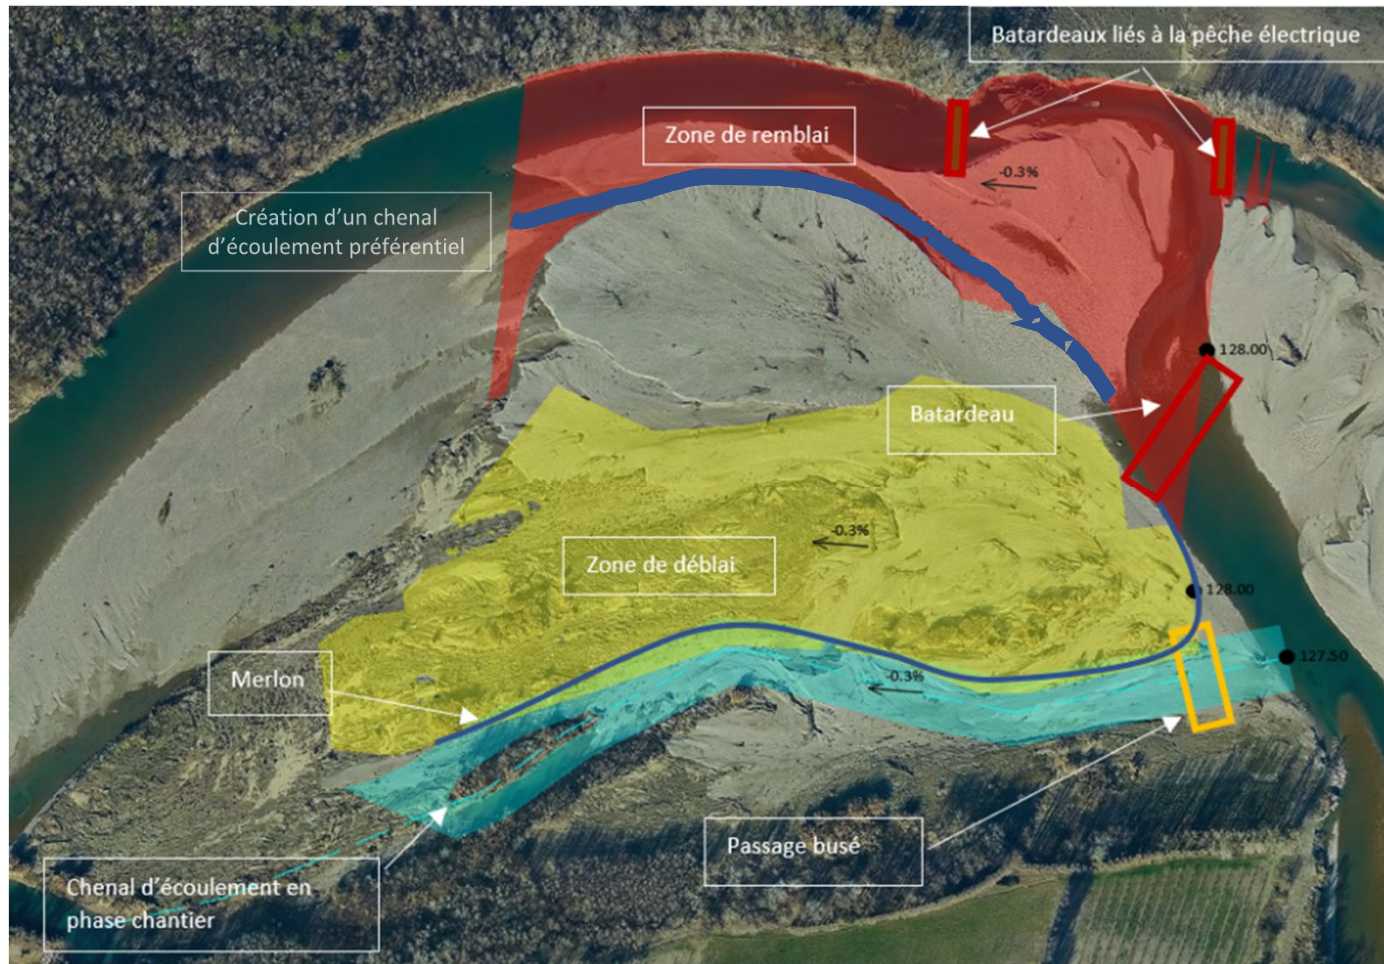 Batardeaux liés à la pêche électrique
Zone de remblai
-0.3%
Création d'un chenal
d'écoulement préférentiel
128.00
Batardeau
-0.3%
Zone de déblai
128.00
127.50
Merlon
-0.3%
Passage busé
Chenal d'écoulement en
phase chantier